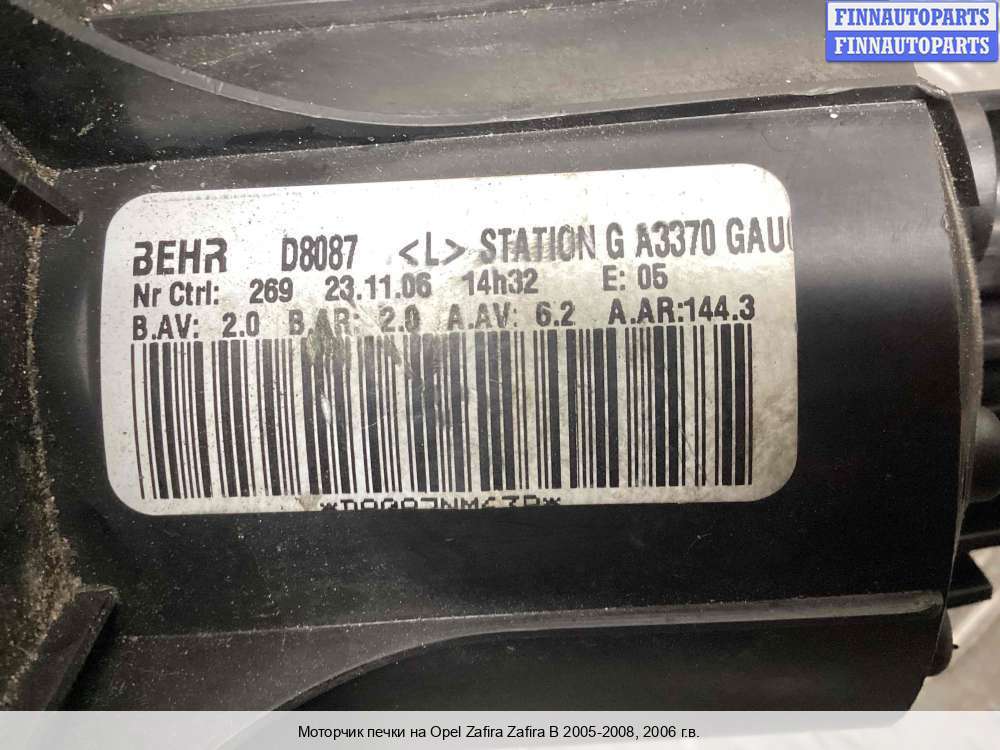 FINNAUTOPARTS
FINNAUTOPARTS
BEHR D8087 <L> STATION G A3370 GAU
Nr Ctrl: 269 23.11.06 14h32 E: 05
B.AV: 2.0 B.AR: 2.0 A.AV: 6.2 A.AR:144.3
Моторчик печки на Opel Zafira Zafira B 2005-2008, 2006 г.в.